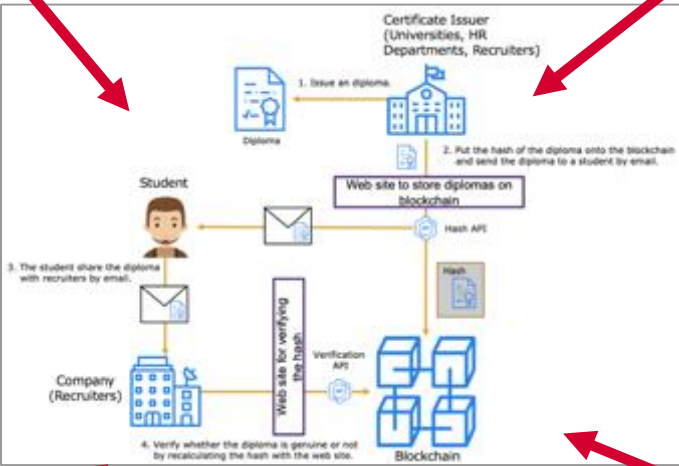 Certificate Issuer
(Universities, HR
Departments, Recruiters)
1. Issue an diploma.
Diploma
2. Put the hash of the diploma onto the blockchain
and send the diploma to a student by email.
Web site to store diplomas on
blockchain
Student
Hash API
3. The student share the diploma
with recruiters by email.
Hash
Web site for verifying
the hash
Verification
API
Company
(Recruiters)
4. Verify whether the diploma is genuine or not
by recalculating the hash with the web site.
Blockchain